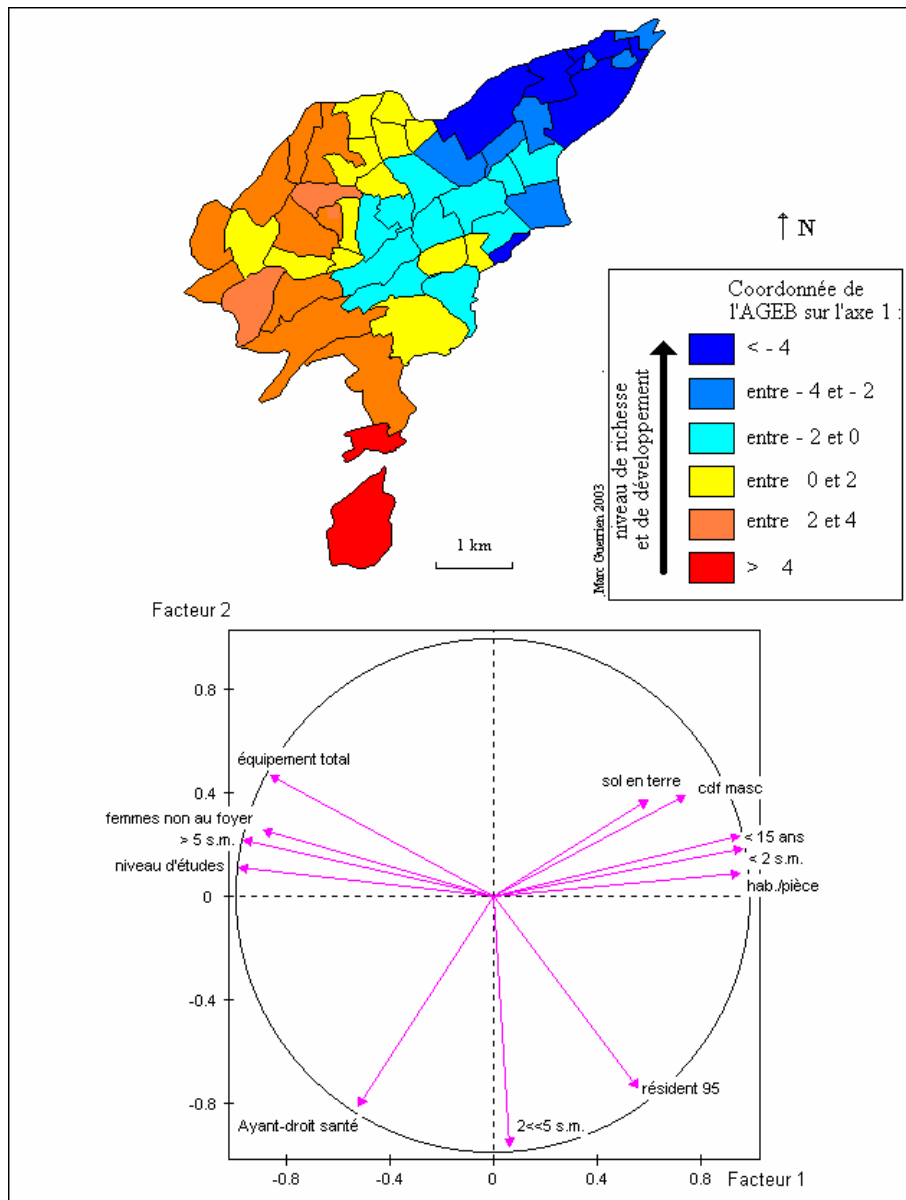 ↑ N
Coordonnée de
l'AGEB sur l'axe 1 :
< - 4
entre - 4 et - 2
entre - 2 et 0
entre 0 et 2
entre 2 et 4
> 4
niveau de richesse
et de développement
Marc Guerrien 2003
1 km
Facteur 2
0.8
0.4
0
-0.4
-0.8
équipement total
femmes non au foyer
> 5 s.m.
niveau d'études
sol en terre
cdf masc
< 15 ans
< 2 s.m.
hab./pièce
résident 95
2<<5 s.m.
Ayant-droit santé
-0.8
-0.4
0
0.4
0.8
Facteur 1